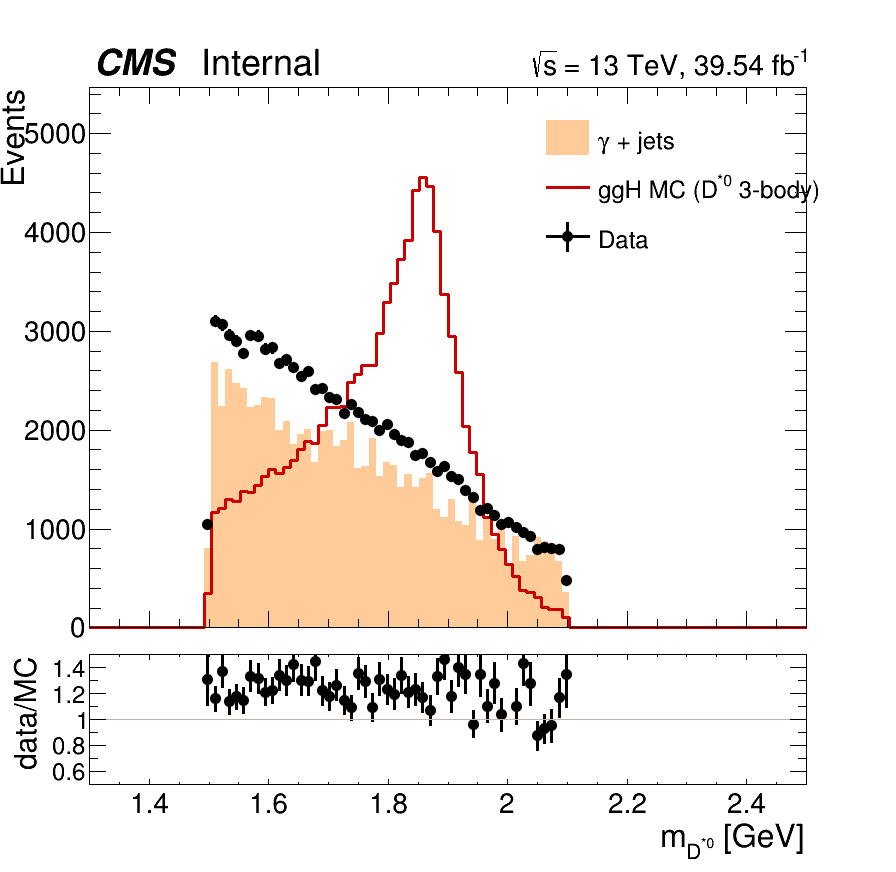 CMS Internal √s = 13 TeV, 39.54 fb⁻¹
Events
5000
4000
3000
2000
1000
0
γ + jets
ggH MC (D*⁰ 3-body)
Data
data/MC
1.4
1.2
1
0.8
0.6
1.4 1.6 1.8 2 2.2 2.4
m_D*⁰ [GeV]